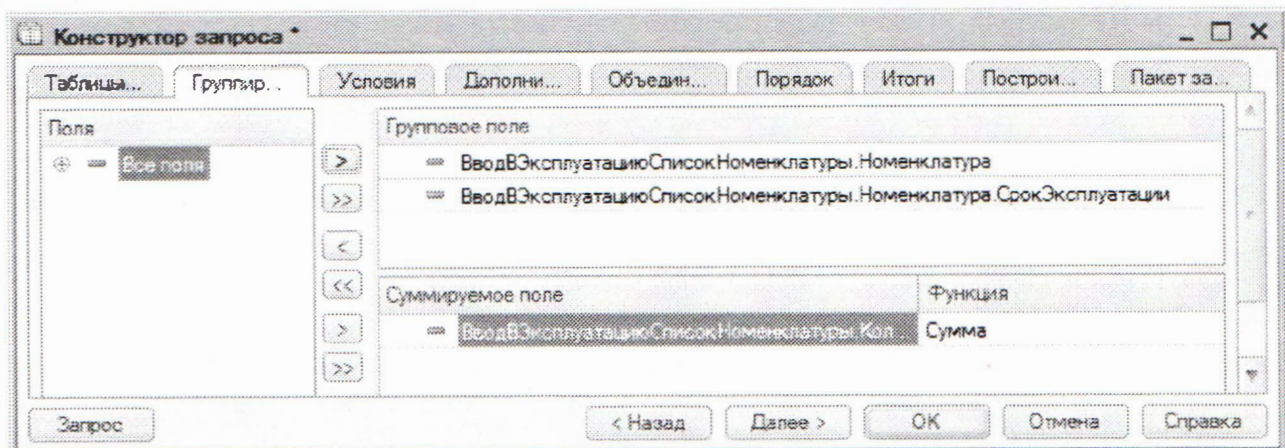 Конструктор запроса *
Таблицы... Группир... Условия Дополни... Объедин... Порядок Итоги Построи... Пакет за...
Поля Групповое поле
Все поля > ВводВЭксплуатациюСписокНоменклатуры.Номенклатура
>> ВводВЭксплуатациюСписокНоменклатуры.Номенклатура.СрокЭксплуатации
<
<< Суммируемое поле Функция
> ВводВЭксплуатациюСписокНоменклатуры.Кол... Сумма
>>
Запрос < Назад Далее > ОК Отмена Справка